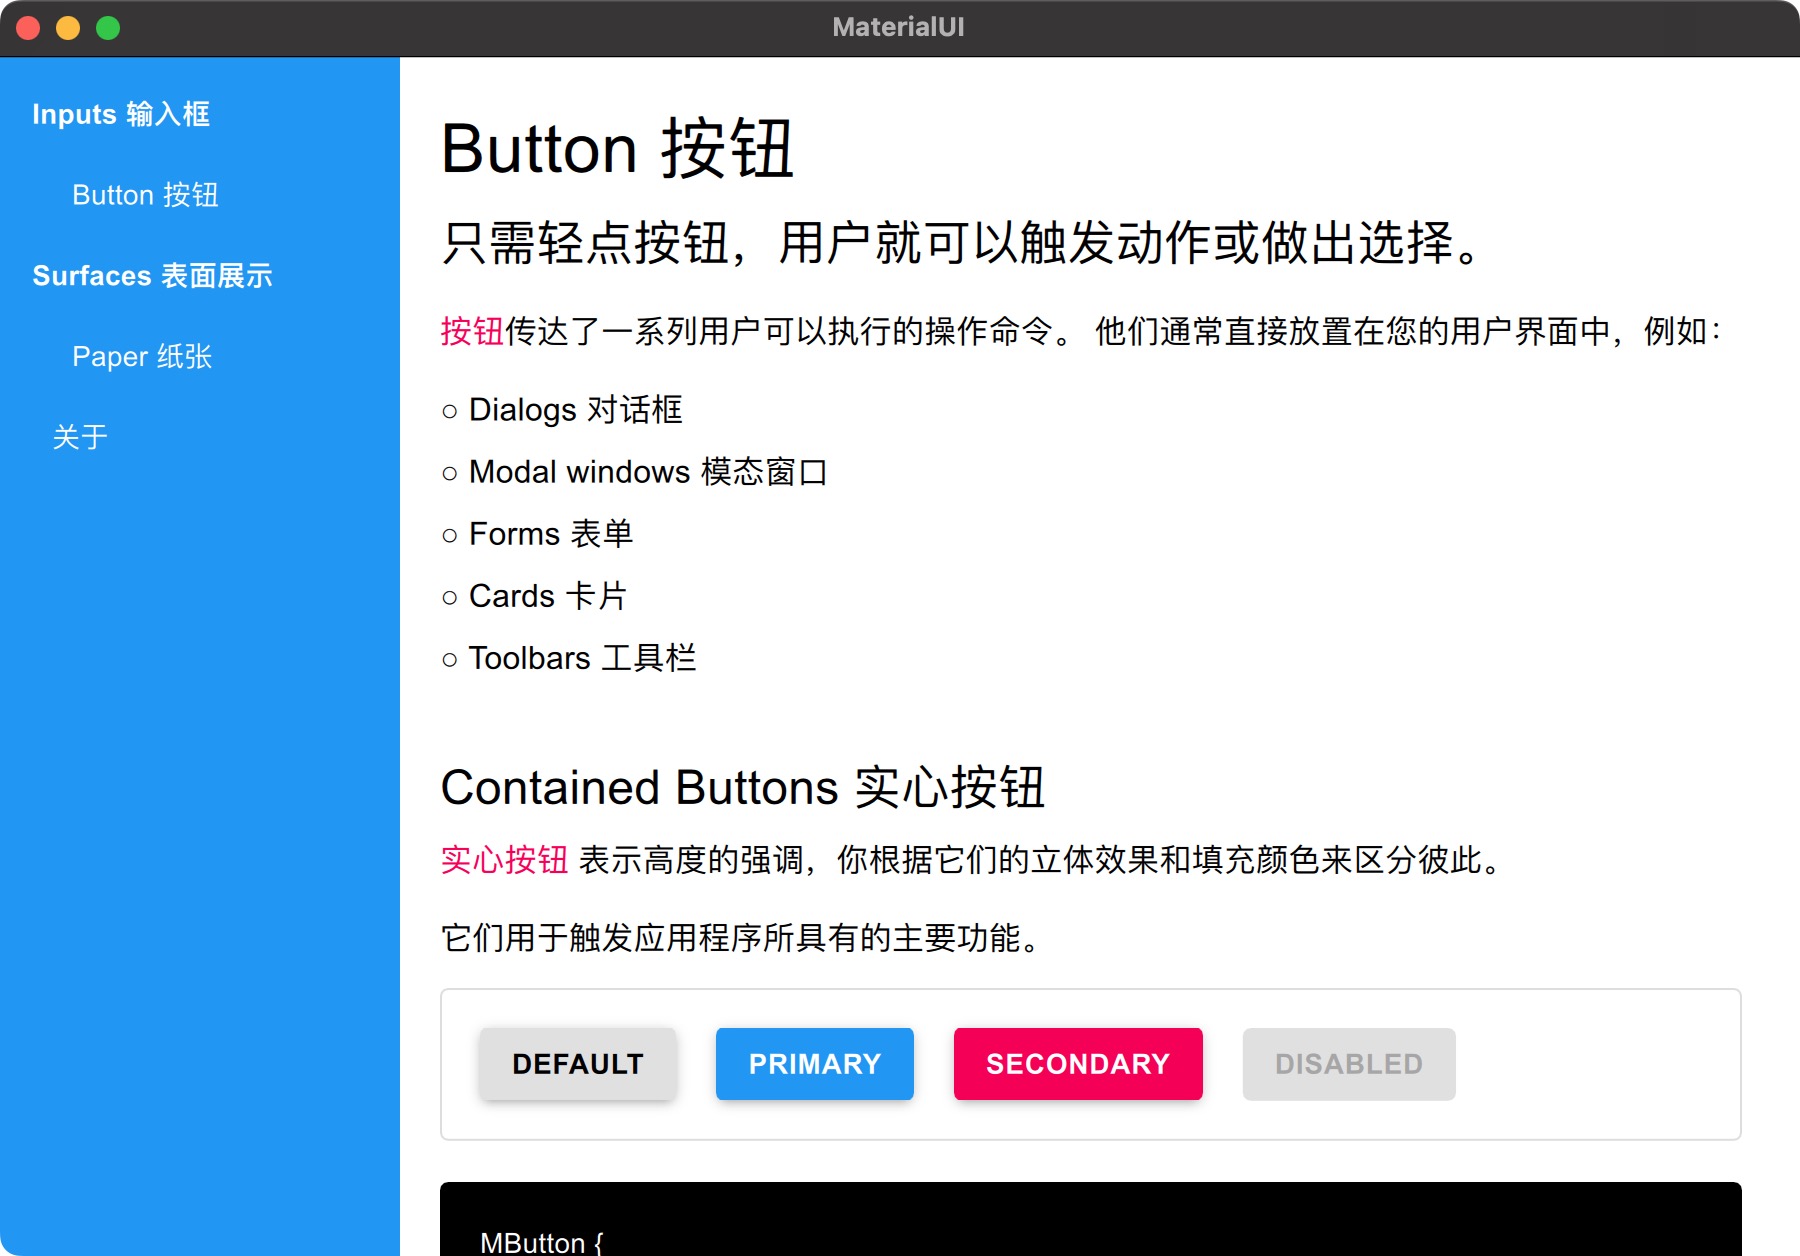 MaterialUI
Inputs 输入框
Button 按钮
Surfaces 表面展示
Paper 纸张
关于
Button 按钮
只需轻点按钮，用户就可以触发动作或做出选择。
按钮传达了一系列用户可以执行的操作命令。 他们通常直接放置在您的用户界面中，例如：
○ Dialogs 对话框
○ Modal windows 模态窗口
○ Forms 表单
○ Cards 卡片
○ Toolbars 工具栏
Contained Buttons 实心按钮
实心按钮 表示高度的强调，你根据它们的立体效果和填充颜色来区分彼此。
它们用于触发应用程序所具有的主要功能。
DEFAULT PRIMARY SECONDARY DISABLED
MButton {